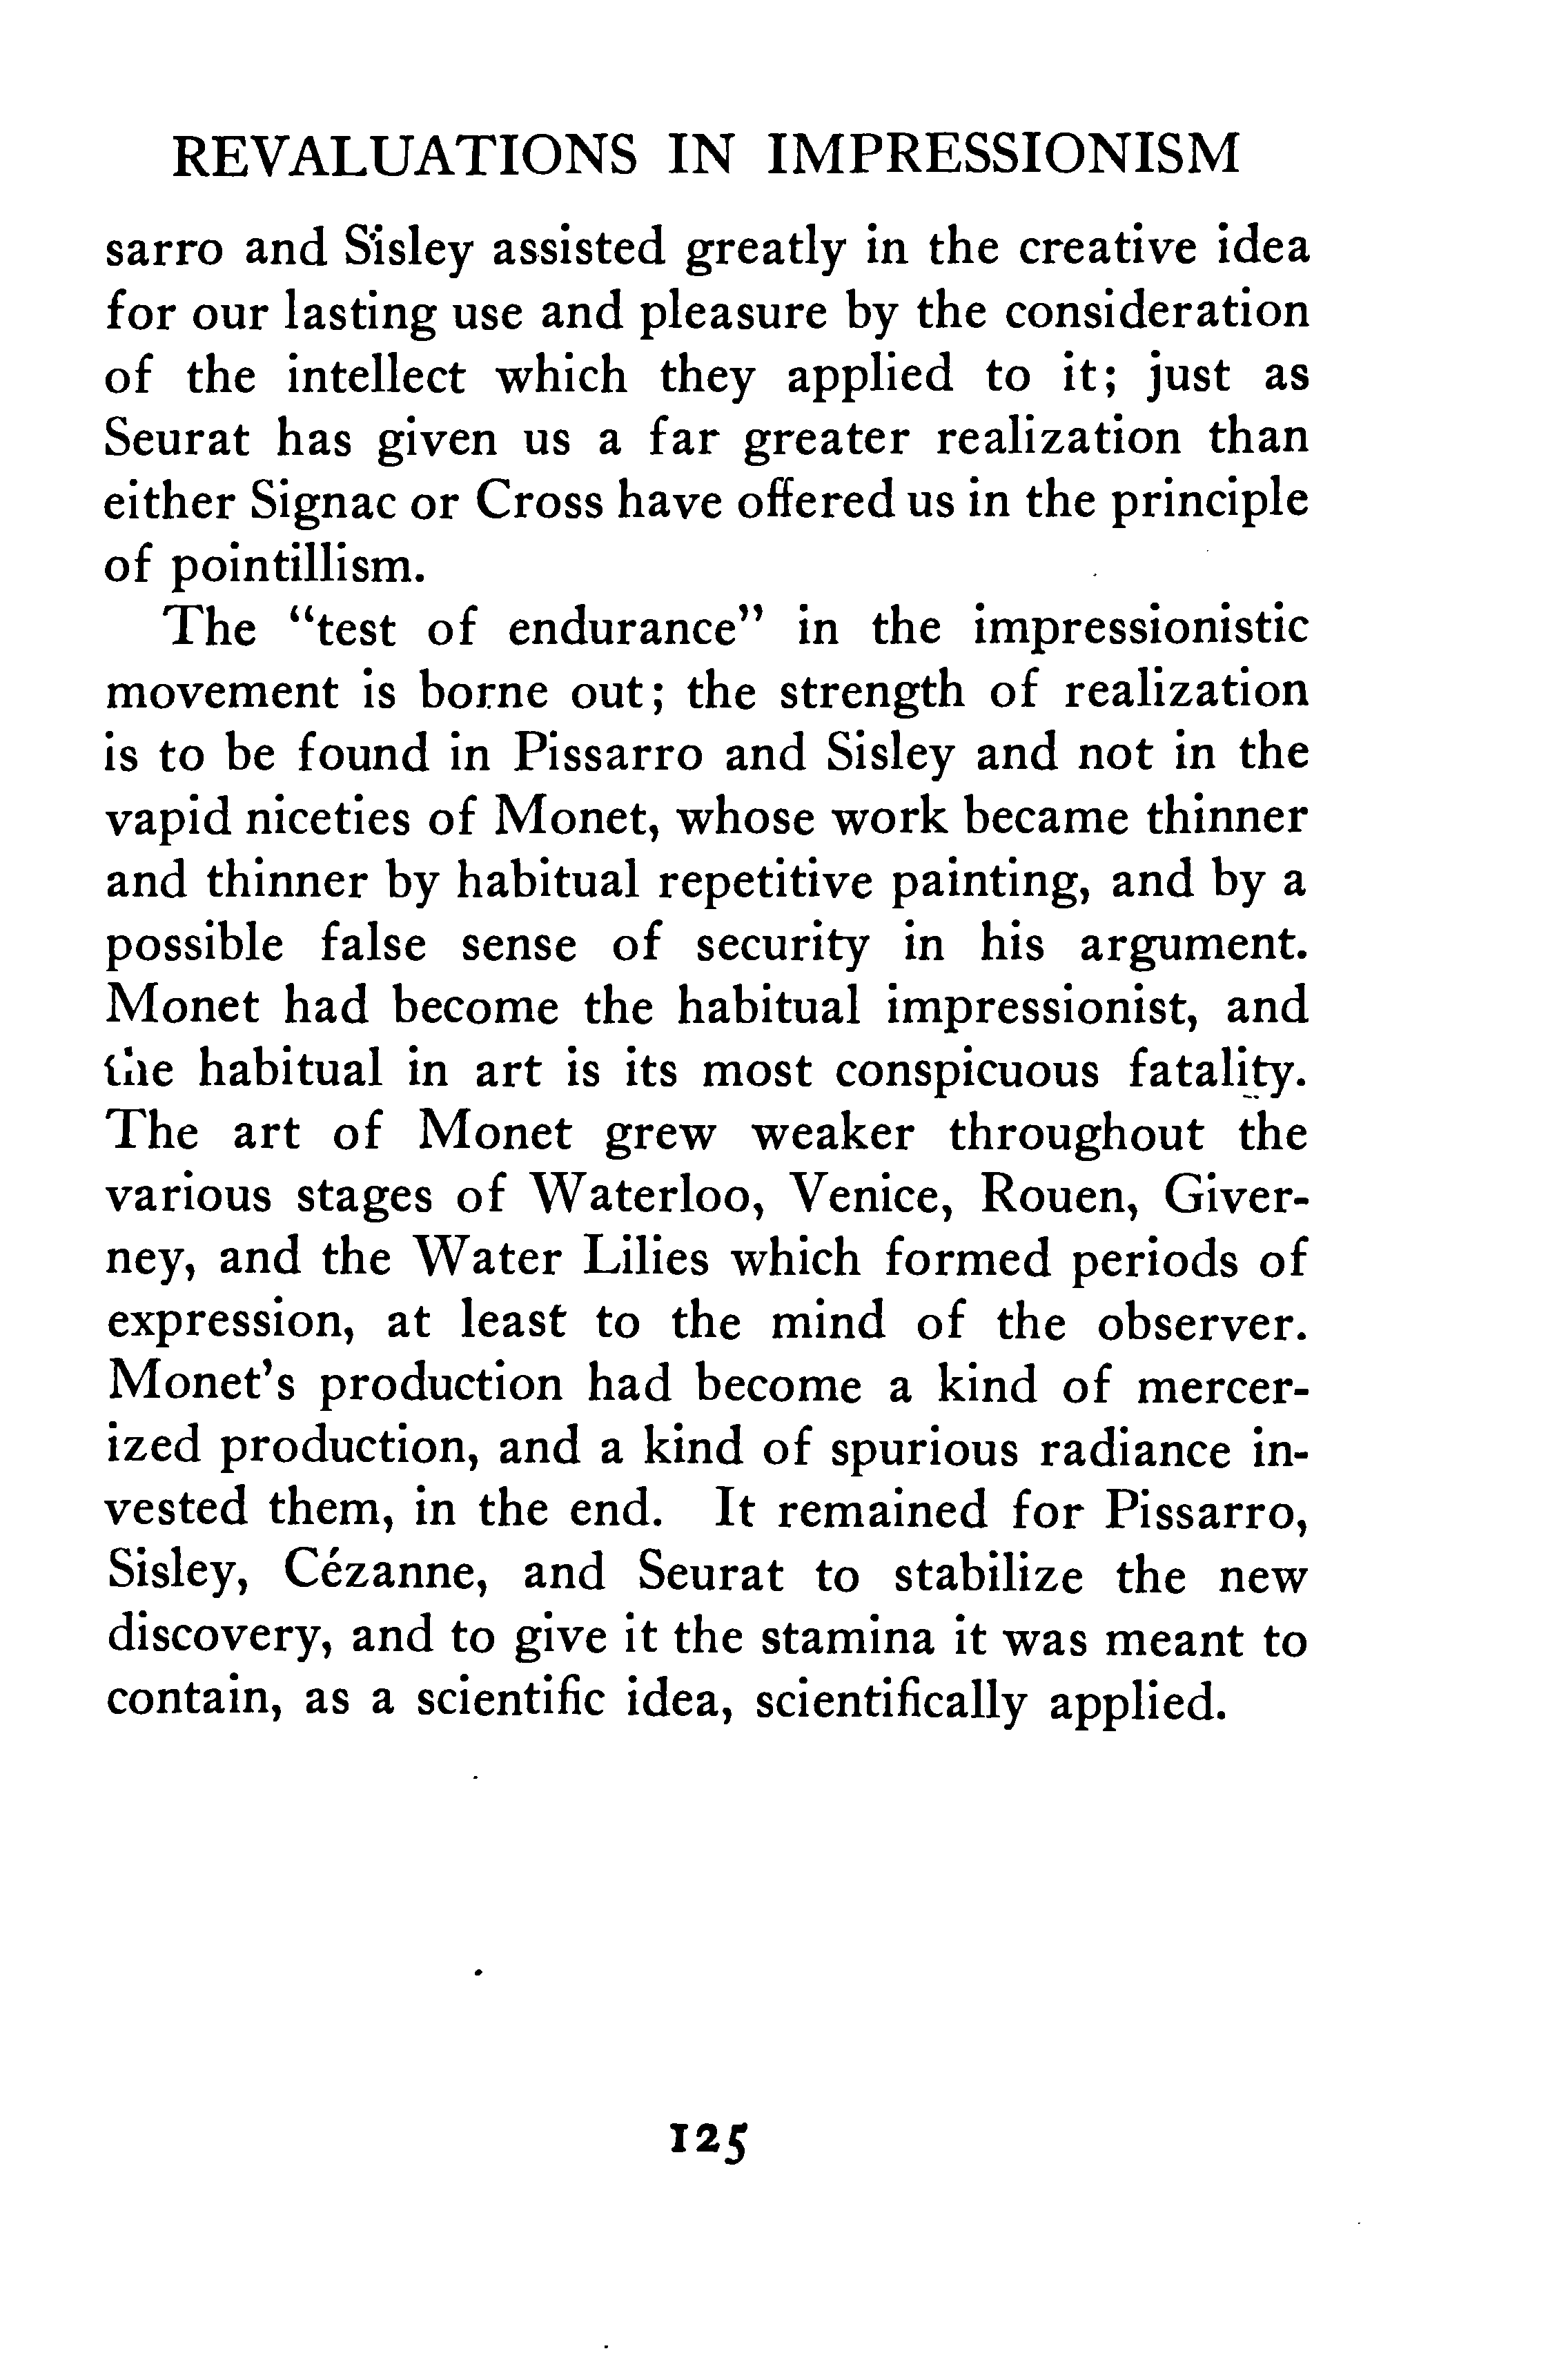 REVALUATIONS IN IMPRESSIONISM
sarro and Sisley assisted greatly in the creative idea
for our lasting use and pleasure by the consideration
of the intellect which they applied to it; just as
Seurat has given us a far greater realization than
either Signac or Cross have offered us in the principle
of pointillism.
The "test of endurance" in the impressionistic
movement is borne out; the strength of realization
is to be found in Pissarro and Sisley and not in the
vapid niceties of Monet, whose work became thinner
and thinner by habitual repetitive painting, and by a
possible false sense of security in his argument.
Monet had become the habitual impressionist, and
the habitual in art is its most conspicuous fatality.
The art of Monet grew weaker throughout the
various stages of Waterloo, Venice, Rouen, Giver-
ney, and the Water Lilies which formed periods of
expression, at least to the mind of the observer.
Monet's production had become a kind of mercer-
ized production, and a kind of spurious radiance in-
vested them, in the end. It remained for Pissarro,
Sisley, Cézanne, and Seurat to stabilize the new
discovery, and to give it the stamina it was meant to
contain, as a scientific idea, scientifically applied.
125